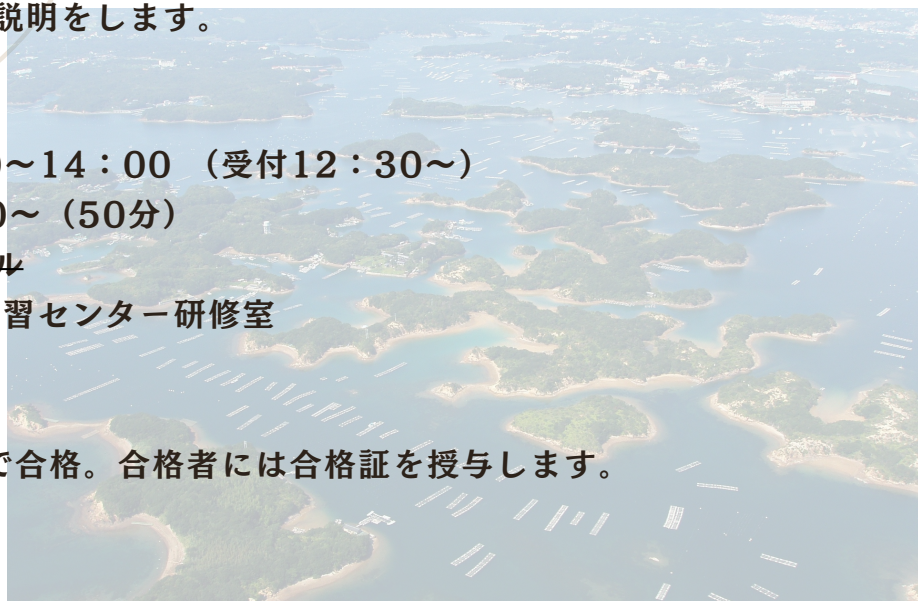 説明をします。
～14：00 （受付12：30～）
0～（50分）
ル
習センター研修室
で合格。合格者には合格証を授与します。